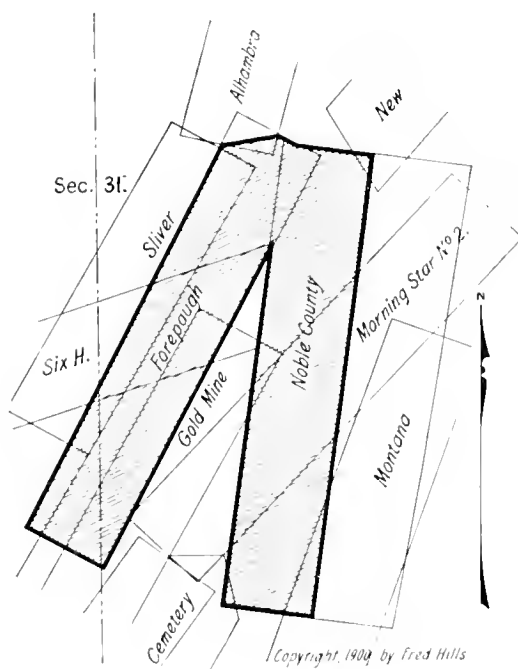 Alhambra
New
Sec. 31.
Sliver
Forepaugh
Noble County
Morning Star No 2.
N
Six H.
Gold Mine
Montana
Cemetery
Copyright, 1900 by Fred Hills